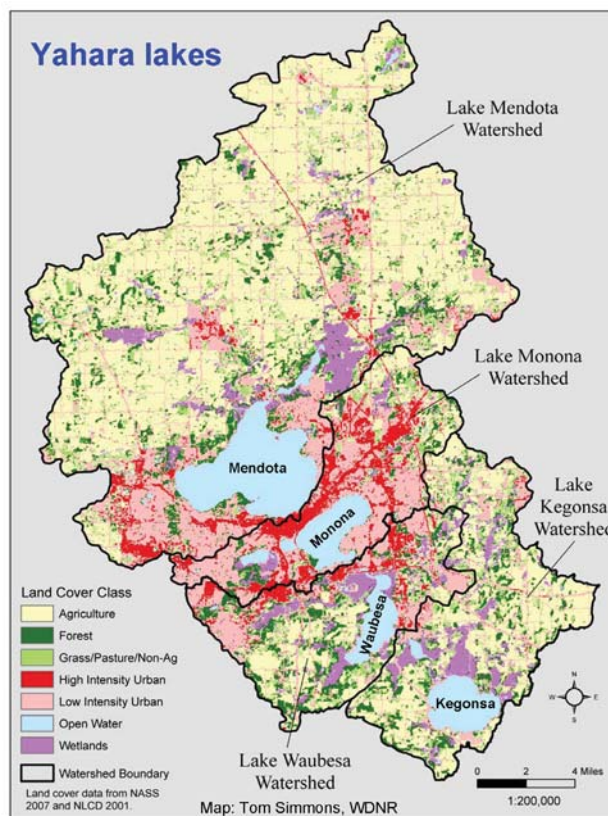 Yahara lakes
Lake Mendota
Watershed
Lake Monona
Watershed
Lake
Kegonsa
Watershed
Mendota
Monona
Waubesa
Kegonsa
Lake Waubesa
Watershed
Land Cover Class
Agriculture
Forest
Grass/Pasture/Non-Ag
High Intensity Urban
Low Intensity Urban
Open Water
Wetlands
Watershed Boundary
Land cover data from NASS
2007 and NLCD 2001.
Map: Tom Simmons, WDNR
N
W E
S
0 2 4 Miles
1:200,000